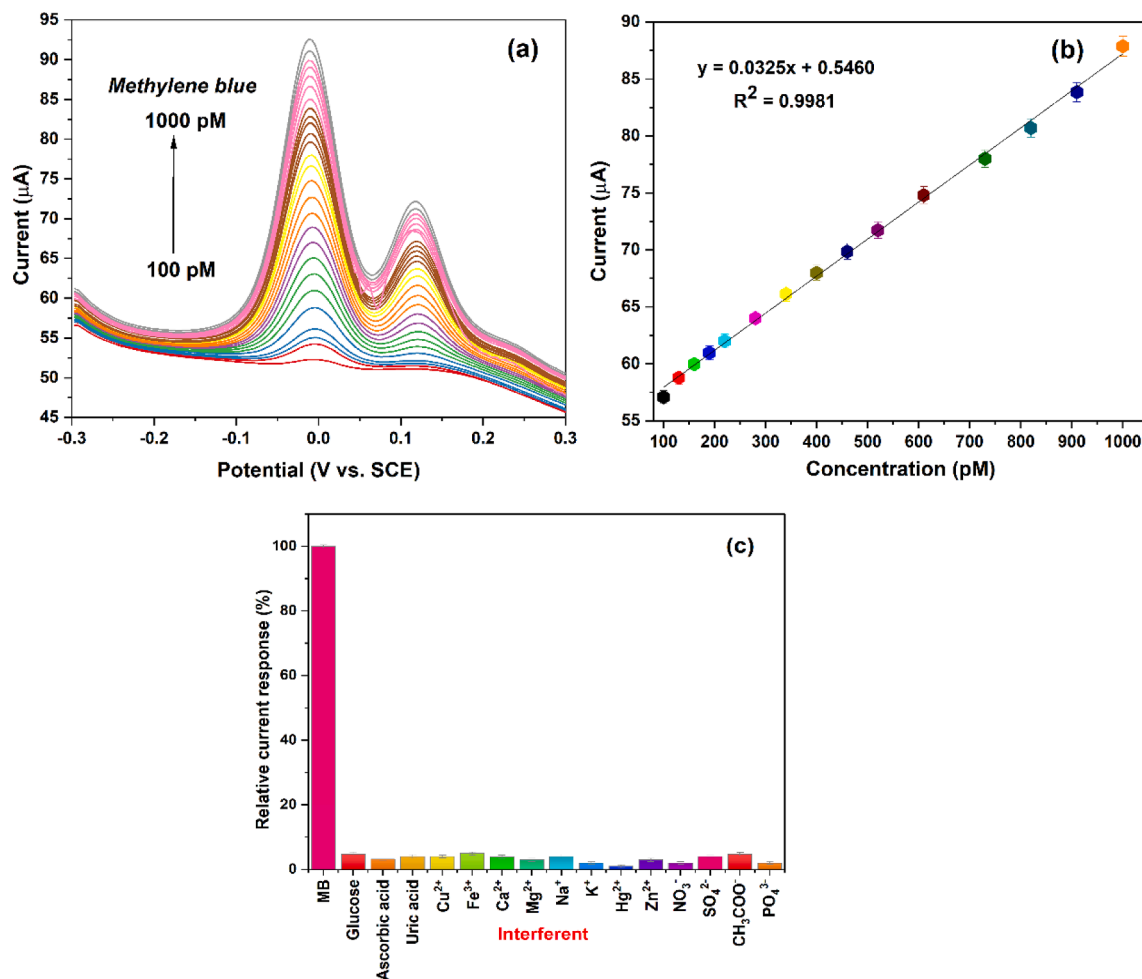 (a)
Methylene blue
1000 pM
100 pM
95
90
85
80
75
70
65
60
55
50
45
Current (μA)
-0.3
-0.2
-0.1
0.0
0.1
0.2
0.3
Potential (V vs. SCE)
(b)
y = 0.0325x + 0.5460
R² = 0.9981
90
85
80
75
70
65
60
55
Current (μA)
100
200
300
400
500
600
700
800
900
1000
Concentration (pM)
(c)
100
80
60
40
20
0
Relative current response (%)
MB
Glucose
Ascorbic acid
Uric acid
Cu²⁺
Fe³⁺
Ca²⁺
Mg²⁺
Na⁺
K⁺
Hg²⁺
Zn²⁺
NO₃⁻
SO₄²⁻
CH₃COO⁻
PO₄³⁻
Interferent